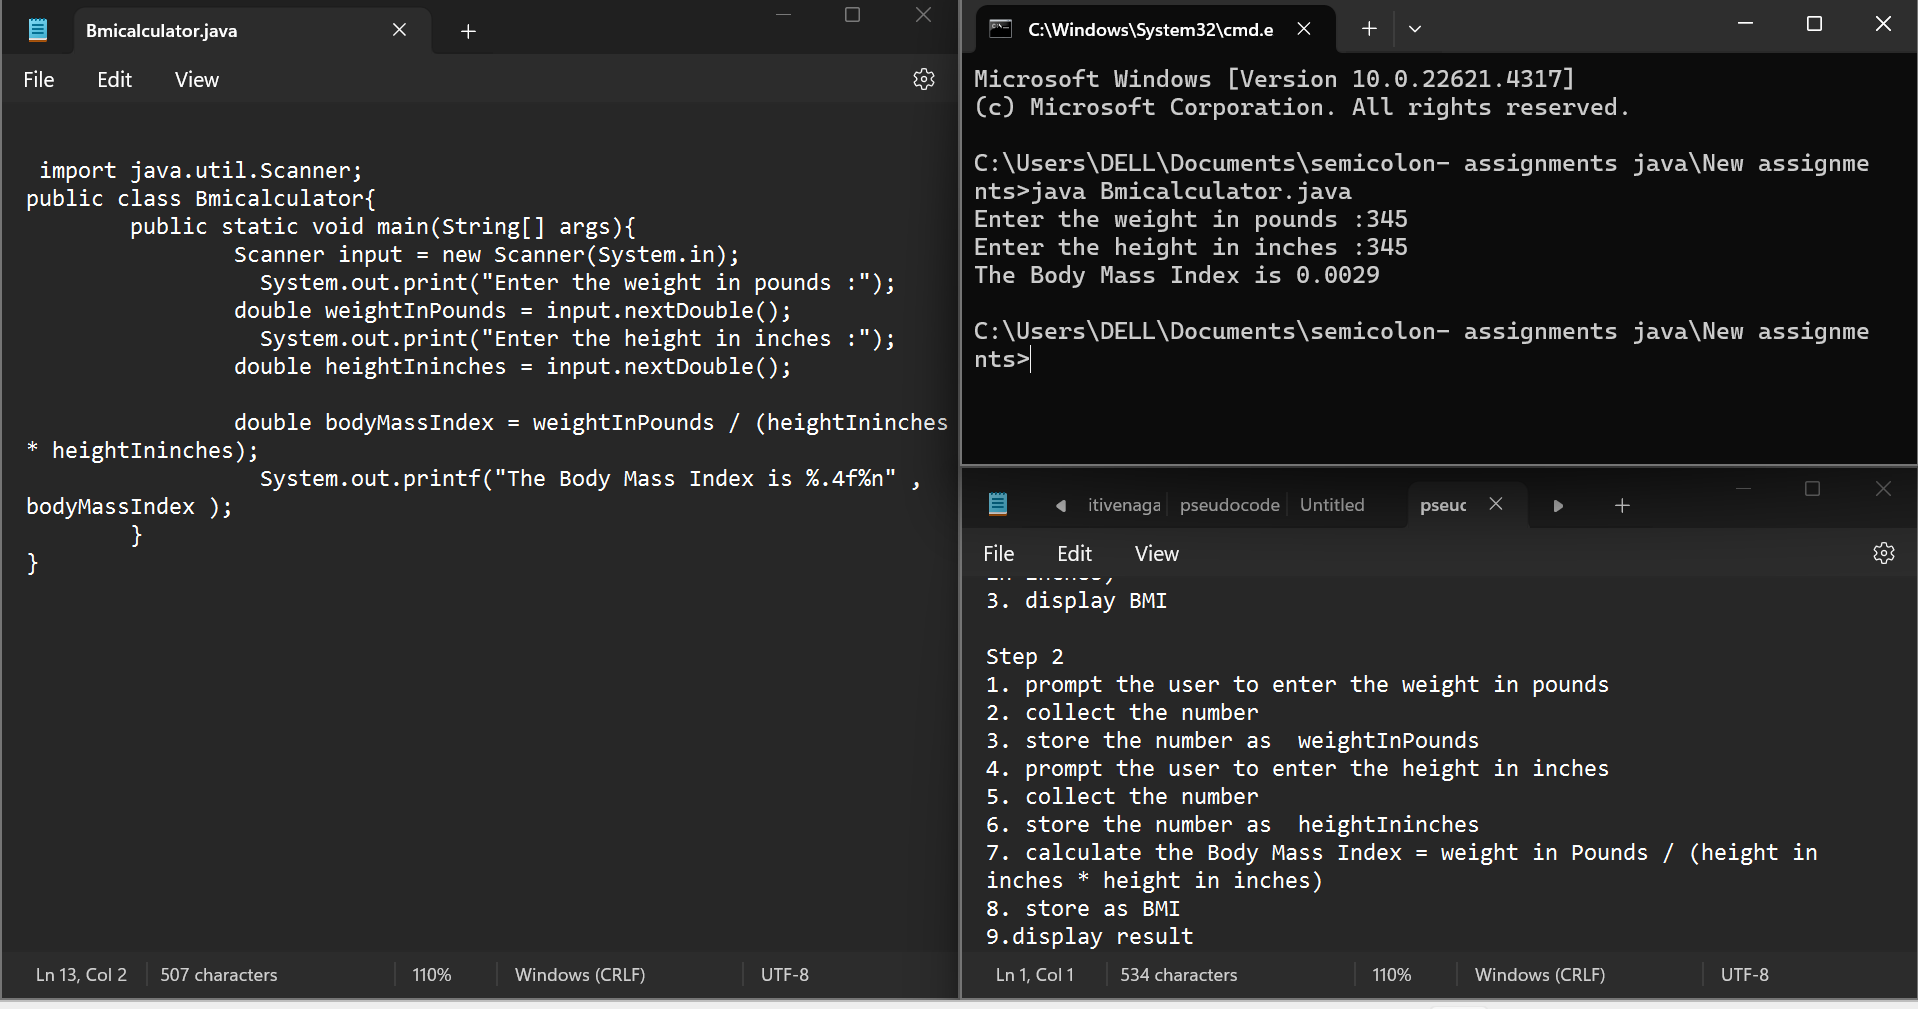 Bmicalculator.java
File Edit View
import java.util.Scanner;
public class Bmicalculator{
public static void main(String[] args){
Scanner input = new Scanner(System.in);
System.out.print("Enter the weight in pounds :");
double weightInPounds = input.nextDouble();
System.out.print("Enter the height in inches :");
double heightIninches = input.nextDouble();
double bodyMassIndex = weightInPounds / (heightIninches
* heightIninches);
System.out.printf("The Body Mass Index is %.4f%n" ,
bodyMassIndex );
}
}
Ln 13, Col 2 507 characters 110% Windows (CRLF) UTF-8
C:\Windows\System32\cmd.e
Microsoft Windows [Version 10.0.22621.4317]
(c) Microsoft Corporation. All rights reserved.
C:\Users\DELL\Documents\semicolon- assignments java\New assignme
nts>java Bmicalculator.java
Enter the weight in pounds :345
Enter the height in inches :345
The Body Mass Index is 0.0029
C:\Users\DELL\Documents\semicolon- assignments java\New assignme
nts>
itivenaga pseudocode Untitled pseuc
File Edit View
in inches)
3. display BMI
Step 2
1. prompt the user to enter the weight in pounds
2. collect the number
3. store the number as  weightInPounds
4. prompt the user to enter the height in inches
5. collect the number
6. store the number as  heightIninches
7. calculate the Body Mass Index = weight in Pounds / (height in
inches * height in inches)
8. store as BMI
9.display result
Ln 1, Col 1 534 characters 110% Windows (CRLF) UTF-8